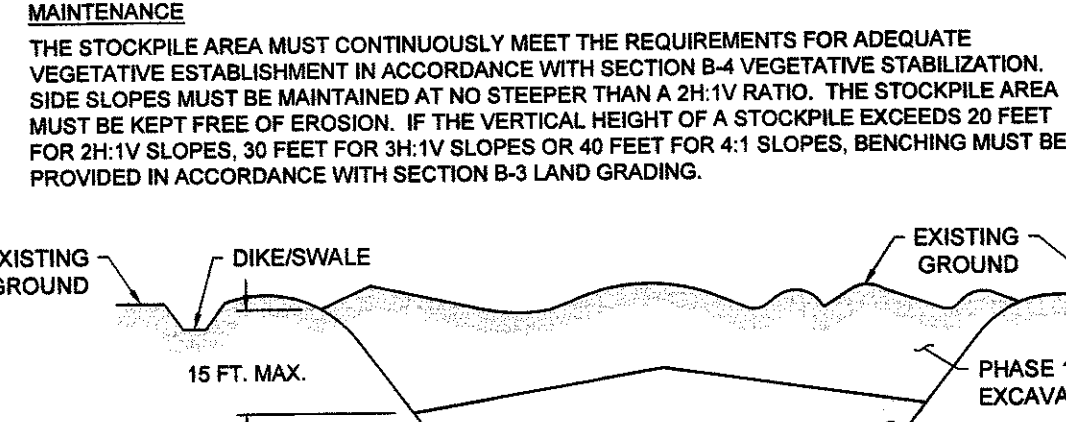 MAINTENANCE
THE STOCKPILE AREA MUST CONTINUOUSLY MEET THE REQUIREMENTS FOR ADEQUATE
VEGETATIVE ESTABLISHMENT IN ACCORDANCE WITH SECTION B-4 VEGETATIVE STABILIZATION.
SIDE SLOPES MUST BE MAINTAINED AT NO STEEPER THAN A 2H:1V RATIO. THE STOCKPILE AREA
MUST BE KEPT FREE OF EROSION. IF THE VERTICAL HEIGHT OF A STOCKPILE EXCEEDS 20 FEET
FOR 2H:1V SLOPES, 30 FEET FOR 3H:1V SLOPES OR 40 FEET FOR 4:1 SLOPES, BENCHING MUST BE
PROVIDED IN ACCORDANCE WITH SECTION B-3 LAND GRADING.
XISTING
GROUND
DIKE/SWALE
EXISTING
GROUND
15 FT. MAX.
PHASE
EXCAVA